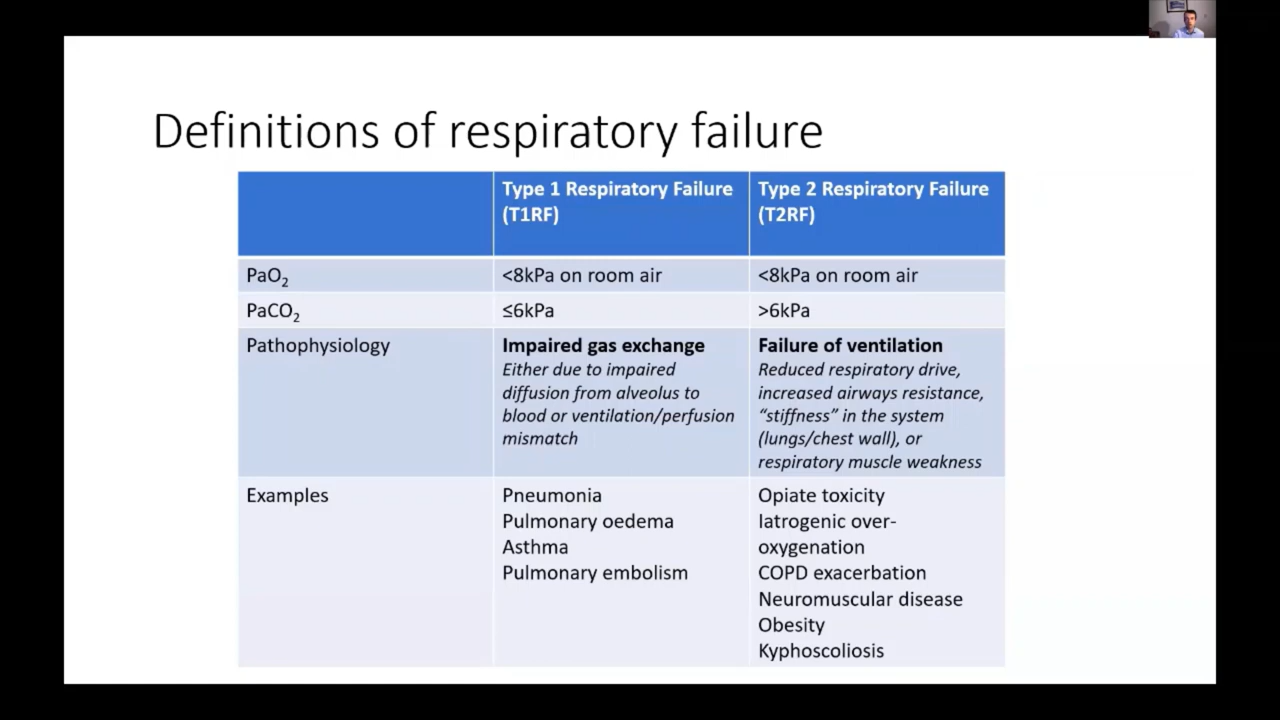 Definitions of respiratory failure
Type 1 Respiratory Failure
(T1RF)
Type 2 Respiratory Failure
(T2RF)
PaO₂
<8kPa on room air
<8kPa on room air
PaCO₂
≤6kPa
>6kPa
Pathophysiology
Impaired gas exchange
Either due to impaired
diffusion from alveolus to
blood or ventilation/perfusion
mismatch
Failure of ventilation
Reduced respiratory drive,
increased airways resistance,
“stiffness” in the system
(lungs/chest wall), or
respiratory muscle weakness
Examples
Pneumonia
Pulmonary oedema
Asthma
Pulmonary embolism
Opiate toxicity
Iatrogenic over-
oxygenation
COPD exacerbation
Neuromuscular disease
Obesity
Kyphoscoliosis